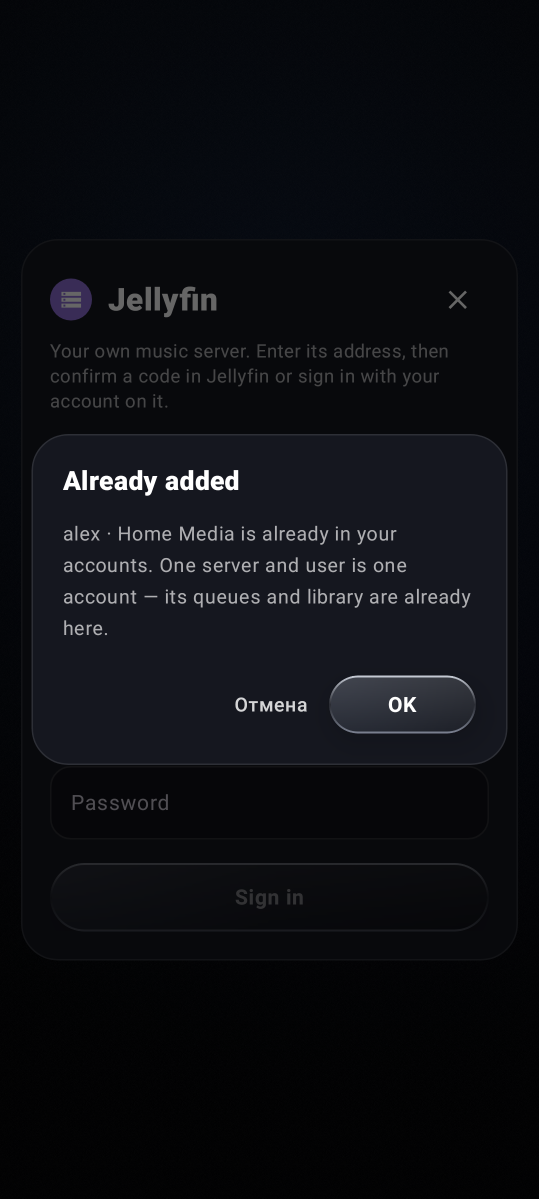 Jellyfin
Your own music server. Enter its address, then
confirm a code in Jellyfin or sign in with your
account on it.
Already added
alex · Home Media is already in your
accounts. One server and user is one
account — its queues and library are already
here.
Отмена
OK
Password
Sign in